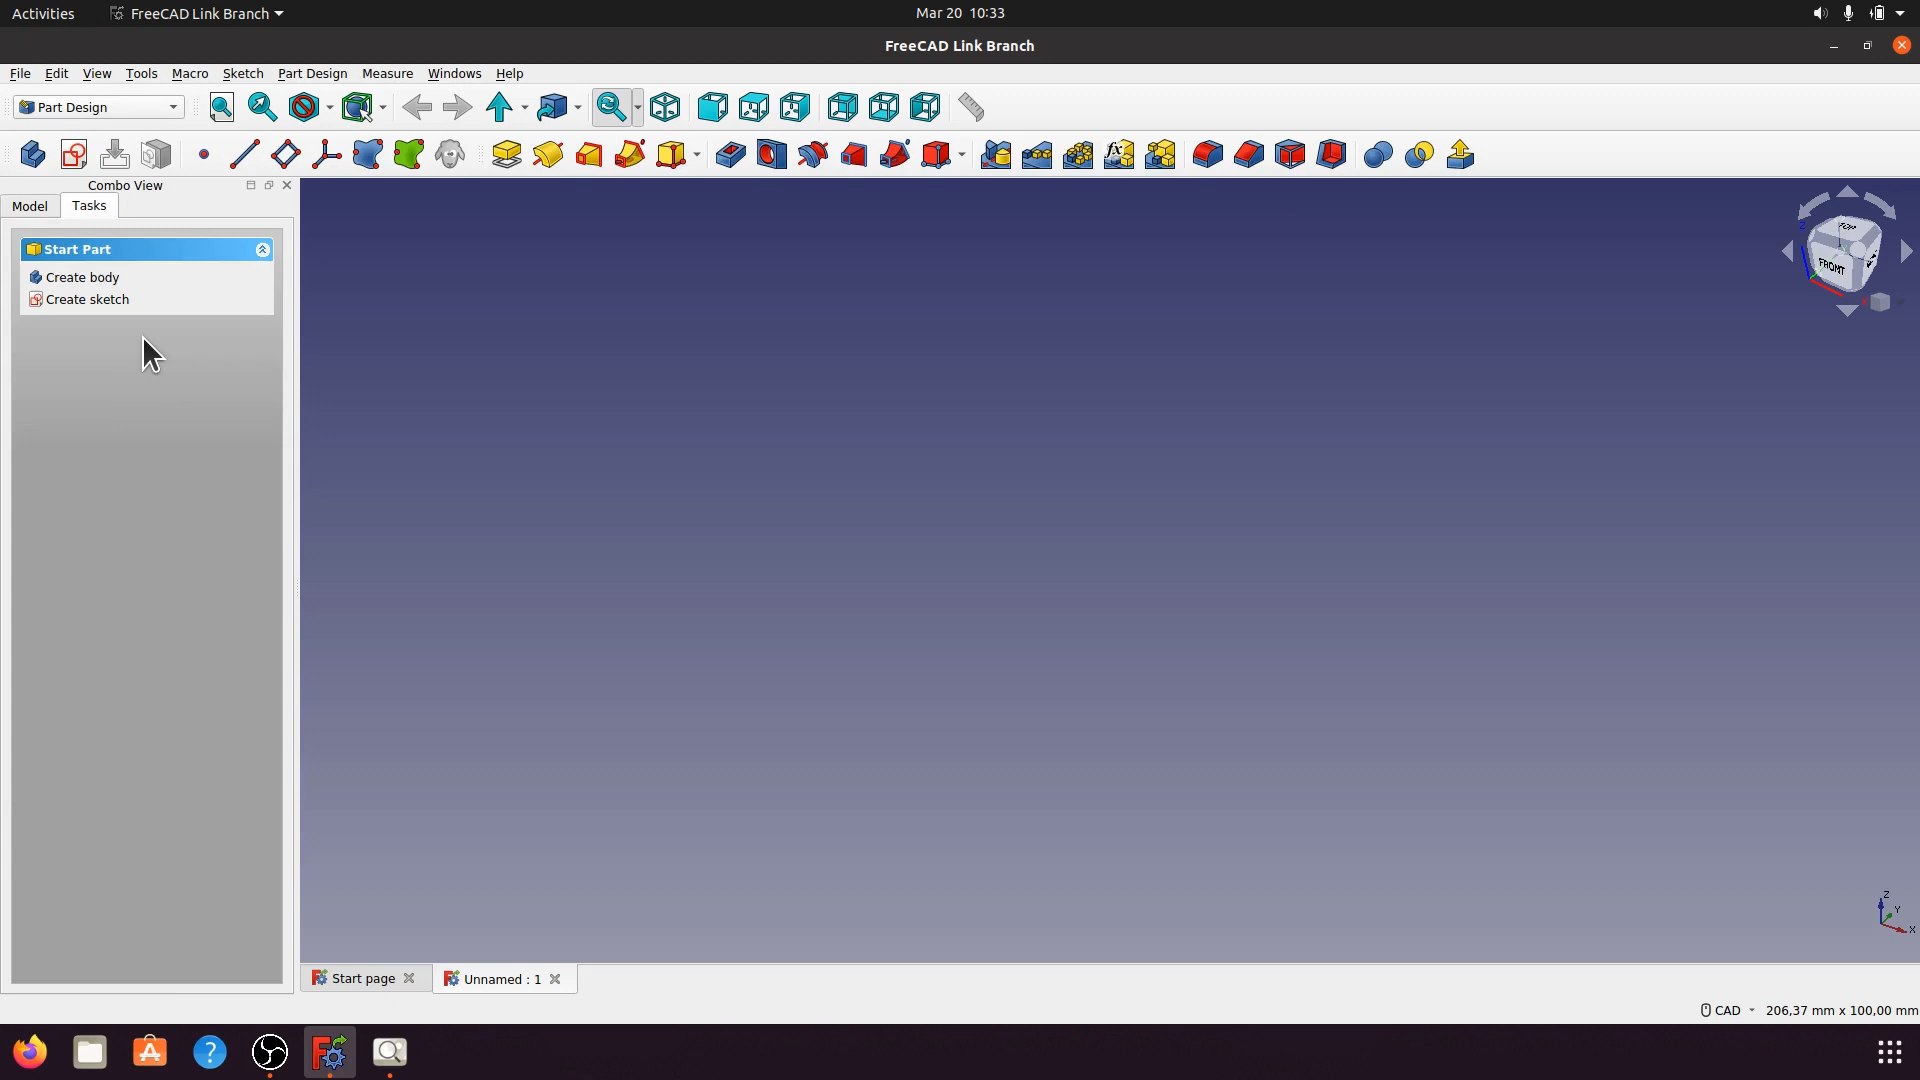 Activities FreeCAD Link Branch Mar 20 10:33
FreeCAD Link Branch
File Edit View Tools Macro Sketch Part Design Measure Windows Help
Part Design
Combo View
Model Tasks
Start Part
Create body
Create sketch
TOP
FRONT
Z
Z
Y
X
Start page Unnamed : 1
CAD 206,37 mm x 100,00 mm